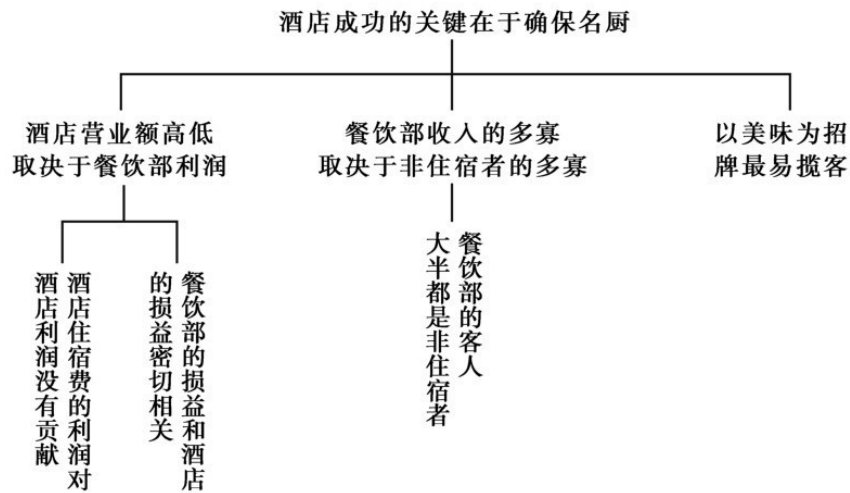 酒店成功的关键在于确保名厨
酒店营业额高低
取决于餐饮部利润
餐饮部收入的多寡
取决于非住宿者的多寡
以美味为招
牌最易揽客
酒店住宿费的利润对
酒店利润没有贡献
餐饮部的损益和酒店
的损益密切相关
餐饮部的客人
大半都是非住宿者